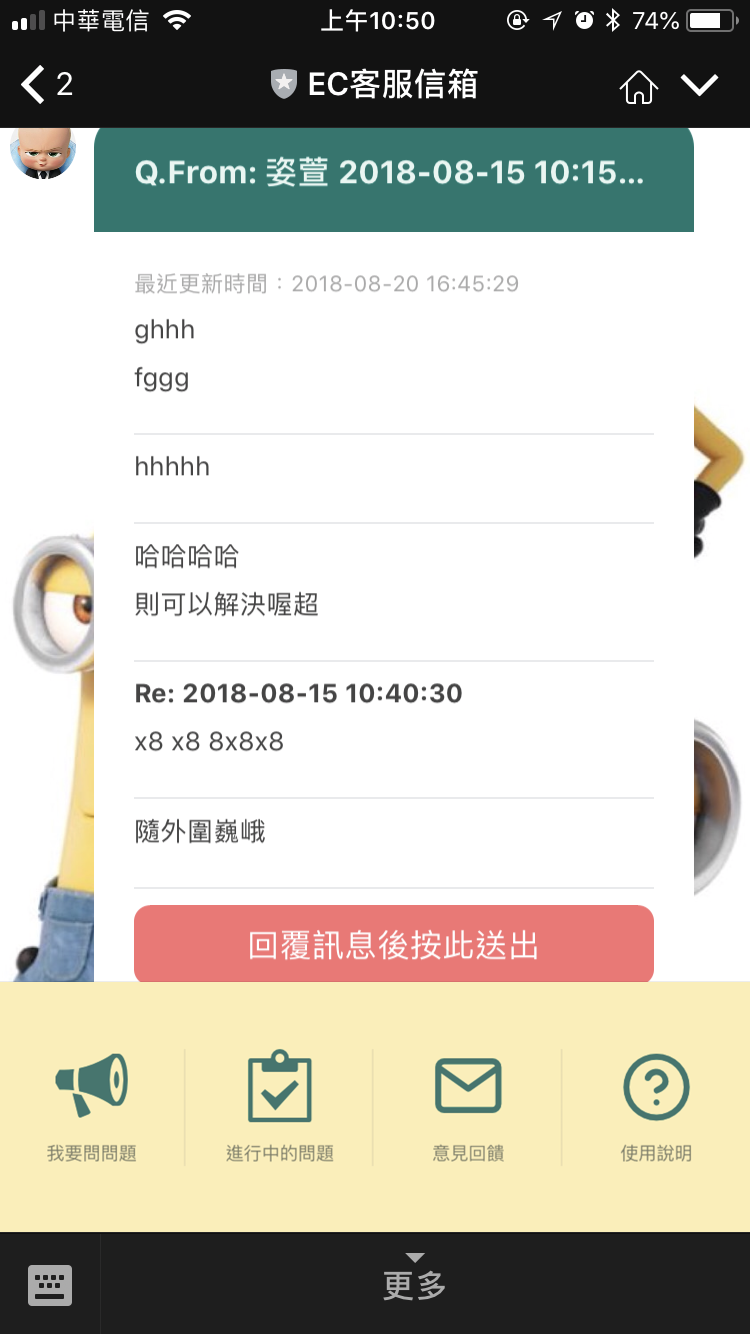 中華電信 上午10:50 74%
2 EC客服信箱
Q.From: 姿萱 2018-08-15 10:15...
最近更新時間：2018-08-20 16:45:29
ghhh
fggg
hhhhh
哈哈哈哈
則可以解決喔超
Re: 2018-08-15 10:40:30
x8 x8 8x8x8
隨外圍巍峨
回覆訊息後按此送出
我要問問題 進行中的問題 意見回饋 使用說明
更多